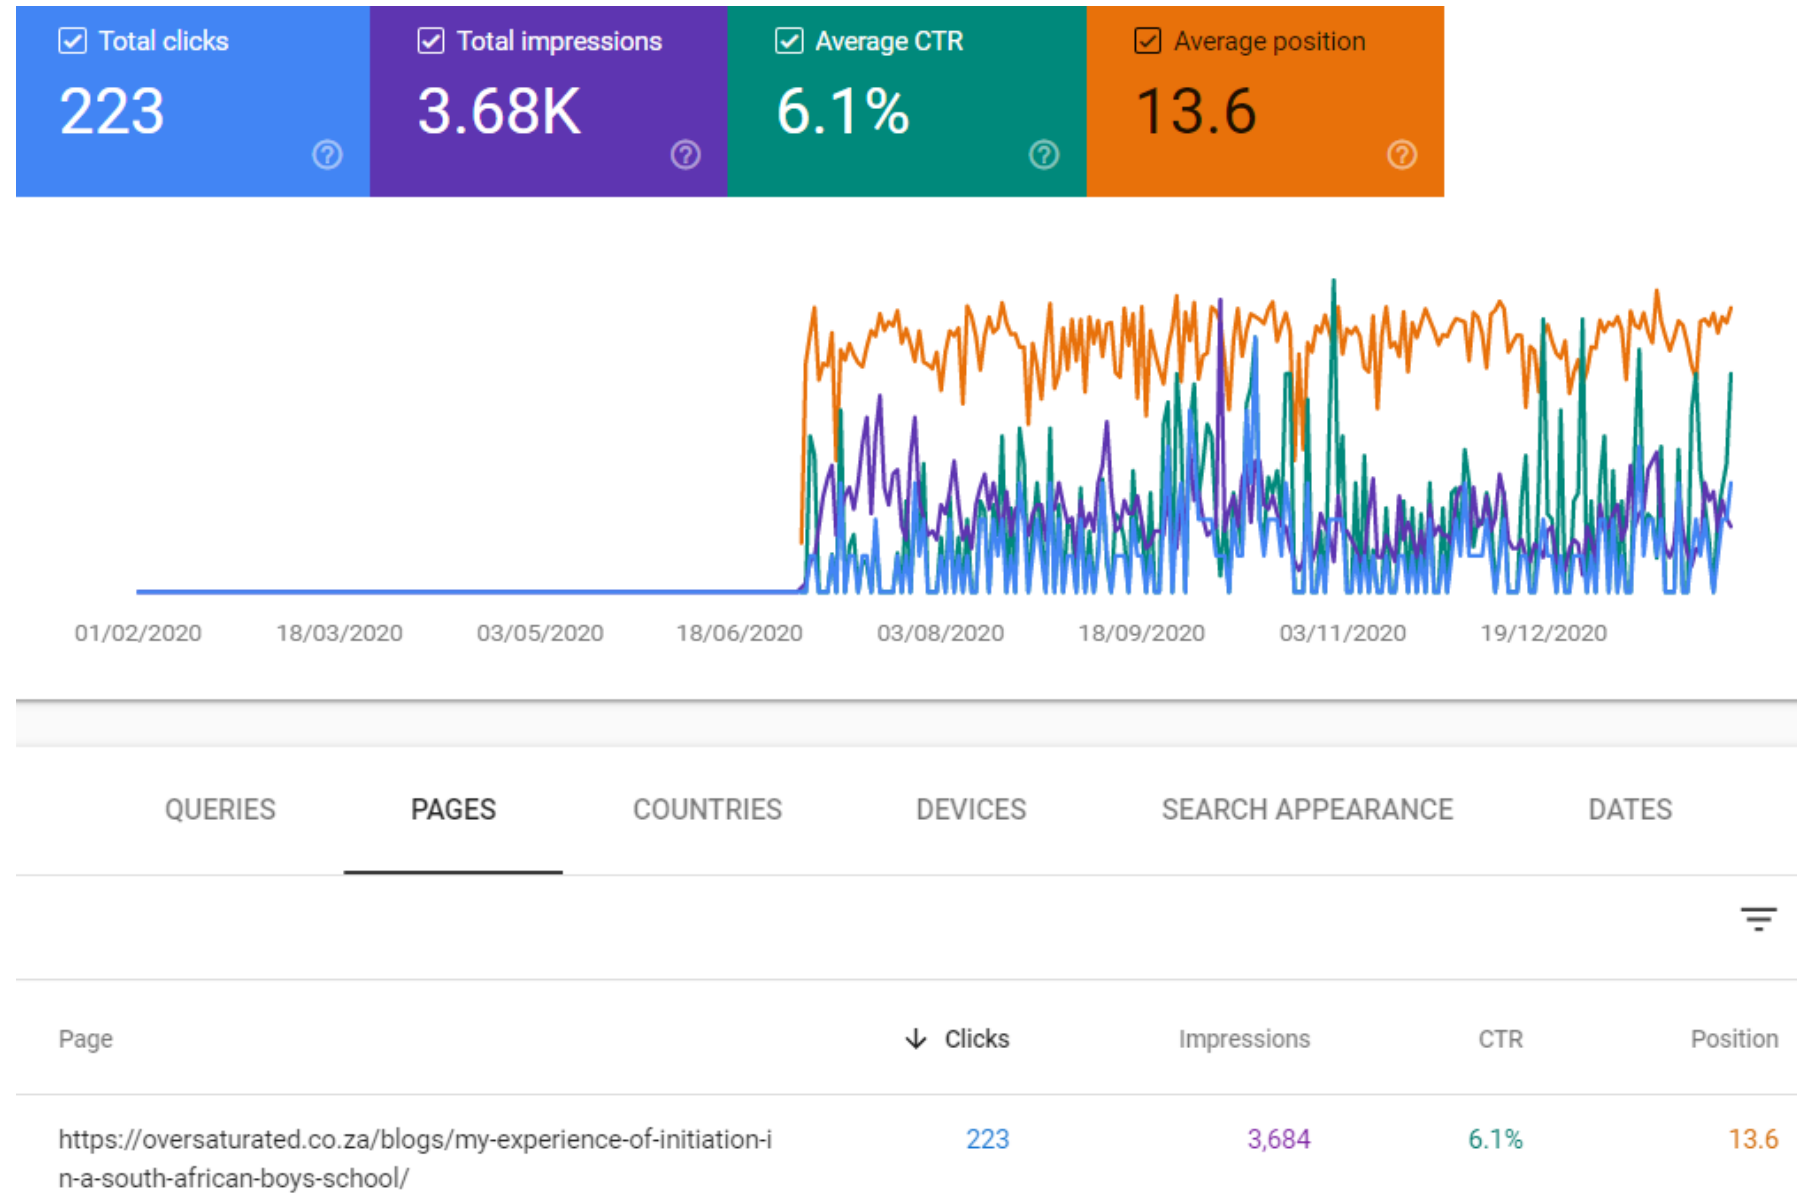 Total clicks Total impressions Average CTR Average position
223 3.68K 6.1% 13.6
01/02/2020 18/03/2020 03/05/2020 18/06/2020 03/08/2020 18/09/2020 03/11/2020 19/12/2020
QUERIES PAGES COUNTRIES DEVICES SEARCH APPEARANCE DATES
Page Clicks Impressions CTR Position
https://oversaturated.co.za/blogs/my-experience-of-initiation-i 223 3,684 6.1% 13.6
n-a-south-african-boys-school/